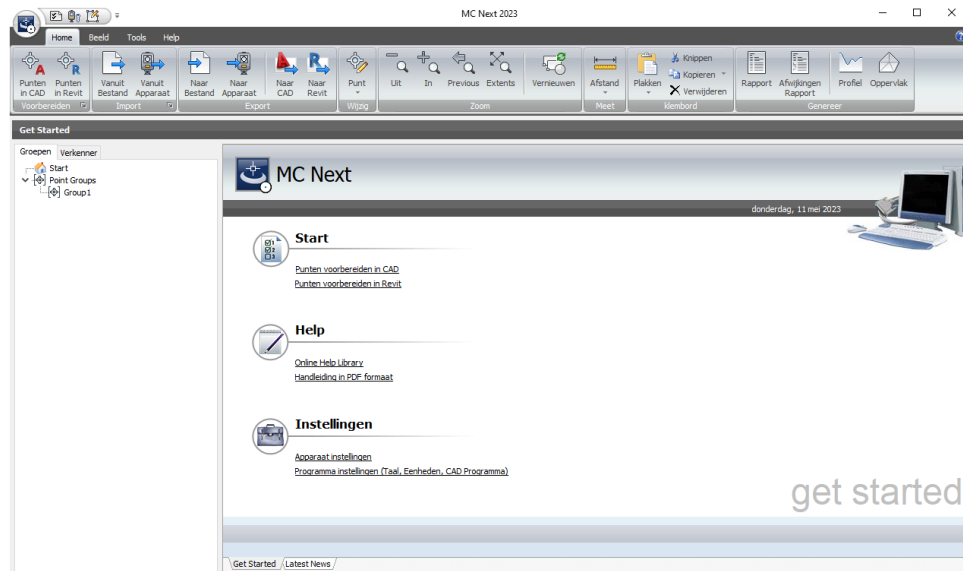 MC Next 2023
Home Beeld Tools Help
Punten in CAD
Punten in Revit
Vanuit Bestand
Vanuit Apparaat
Naar Bestand
Naar Apparaat
Naar CAD
Naar Revit
Punt
Uit
In
Previous
Extents
Vernieuwen
Afstand
Plakken
Knippen
Kopieren
Verwijderen
Rapport
Afwijkingen Rapport
Profiel
Oppervlak
Voorbereiden
Import
Export
Wijzig
Zoom
Meet
klembord
Genereer
Get Started
Groepen Verkenner
Start
Point Groups
Group1
MC Next
donderdag, 11 mei 2023
Start
Punten voorbereiden in CAD
Punten voorbereiden in Revit
Help
Online Help Library
Handleiding in PDF formaat
Instellingen
Apparaat instellingen
Programma instellingen (Taal, Eenheden, CAD Programma)
get started
Get Started Latest News